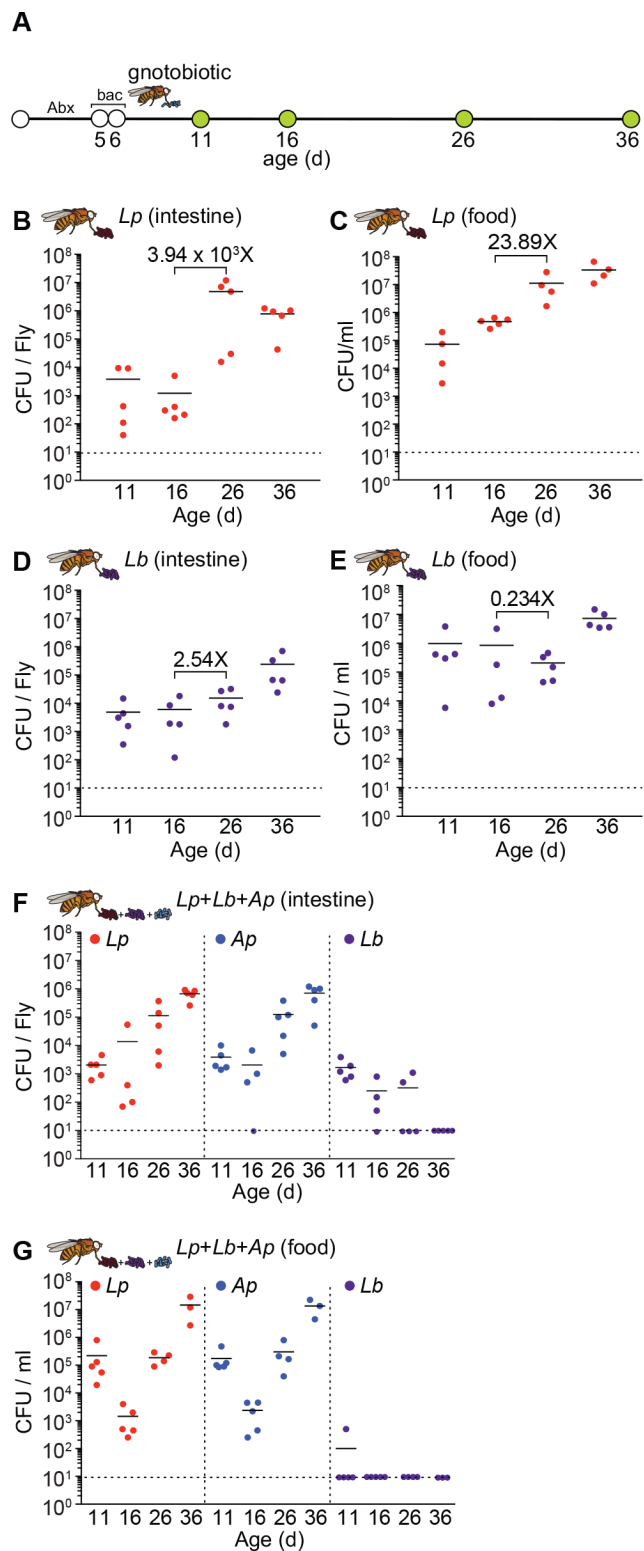 A
gnotobiotic
Abx
bac
5 6 11 16 26 36
age (d)
B Lp (intestine)
3.94 x 10³X
CFU / Fly
10⁸
10⁷
10⁶
10⁵
10⁴
10³
10²
10¹
10⁰
11 16 26 36
Age (d)
C Lp (food)
23.89X
CFU/ml
10⁸
10⁷
10⁶
10⁵
10⁴
10³
10²
10¹
10⁰
11 16 26 36
Age (d)
D Lb (intestine)
2.54X
CFU / Fly
10⁸
10⁷
10⁶
10⁵
10⁴
10³
10²
10¹
10⁰
11 16 26 36
Age (d)
E Lb (food)
0.234X
CFU / ml
10⁸
10⁷
10⁶
10⁵
10⁴
10³
10²
10¹
10⁰
11 16 26 36
Age (d)
F Lp+Lb+Ap (intestine)
Lp Ap Lb
CFU / Fly
10⁸
10⁷
10⁶
10⁵
10⁴
10³
10²
10¹
10⁰
11 16 26 36 11 16 26 36 11 16 26 36
Age (d)
G Lp+Lb+Ap (food)
Lp Ap Lb
CFU / ml
10⁸
10⁷
10⁶
10⁵
10⁴
10³
10²
10¹
10⁰
11 16 26 36 11 16 26 36 11 16 26 36
Age (d)